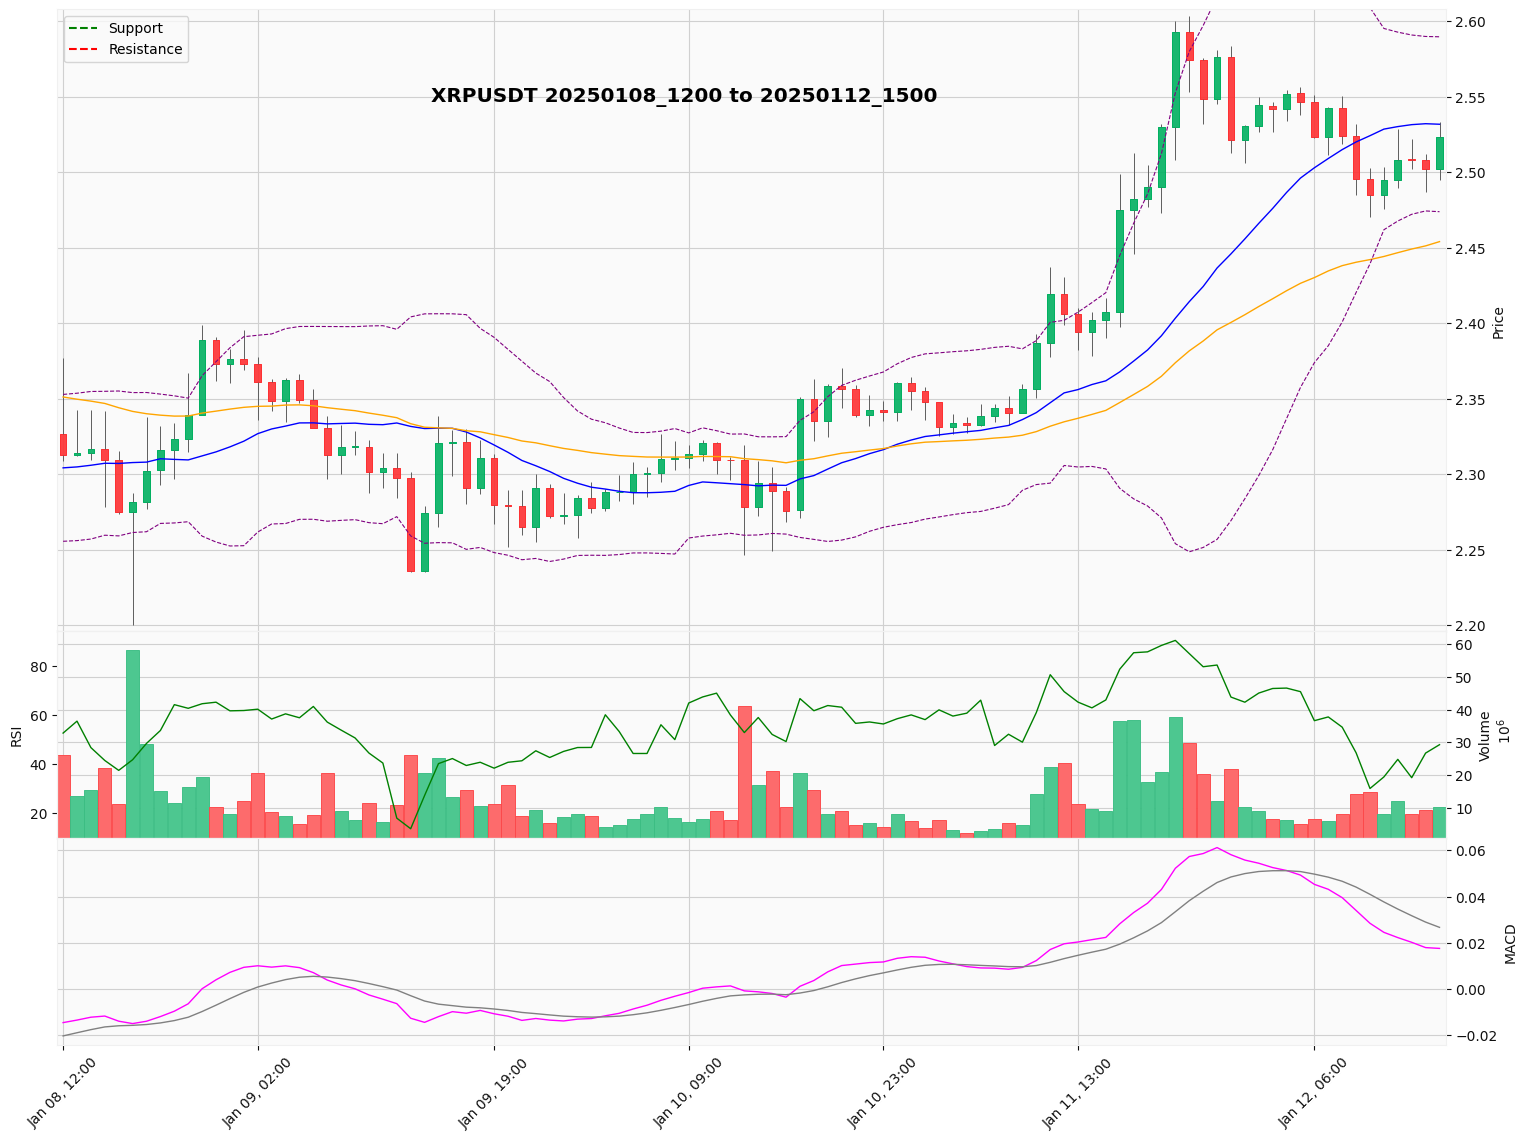 Support
Resistance
XRPUSDT 20250108_1200 to 20250112_1500
2.60
2.55
2.50
2.45
2.40
2.35
2.30
2.25
2.20
Price
80
60
40
20
RSI
60
50
40
30
20
10
Volume
10^6
0.06
0.04
0.02
0.00
−0.02
MACD
Jan 08, 12:00
Jan 09, 02:00
Jan 09, 19:00
Jan 10, 09:00
Jan 10, 23:00
Jan 11, 13:00
Jan 12, 06:00